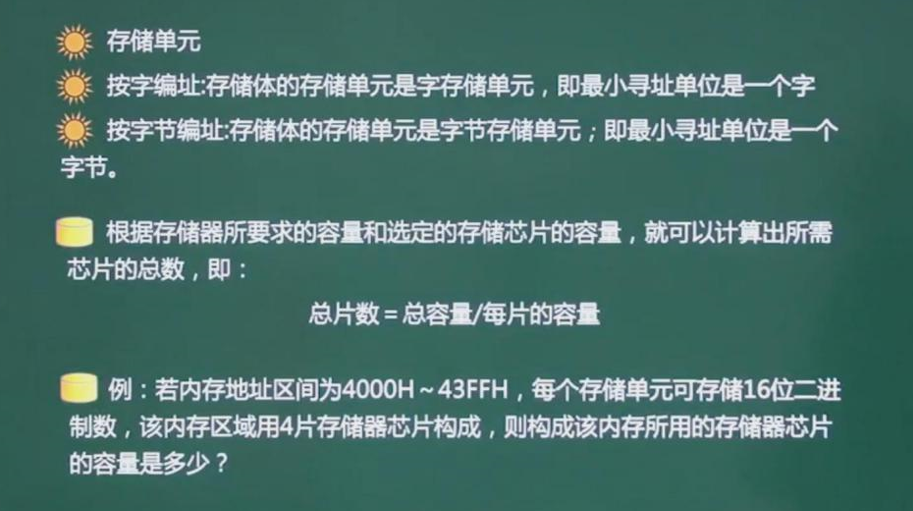 存储单元
按字编址:存储体的存储单元是字存储单元，即最小寻址单位是一个字
按字节编址:存储体的存储单元是字节存储单元；即最小寻址单位是一个
字节。
根据存储器所要求的容量和选定的存储芯片的容量，就可以计算出所需
芯片的总数，即：
总片数＝总容量/每片的容量
例：若内存地址区间为4000H～43FFH，每个存储单元可存储16位二进
制数，该内存区域用4片存储器芯片构成，则构成该内存所用的存储器芯片
的容量是多少？